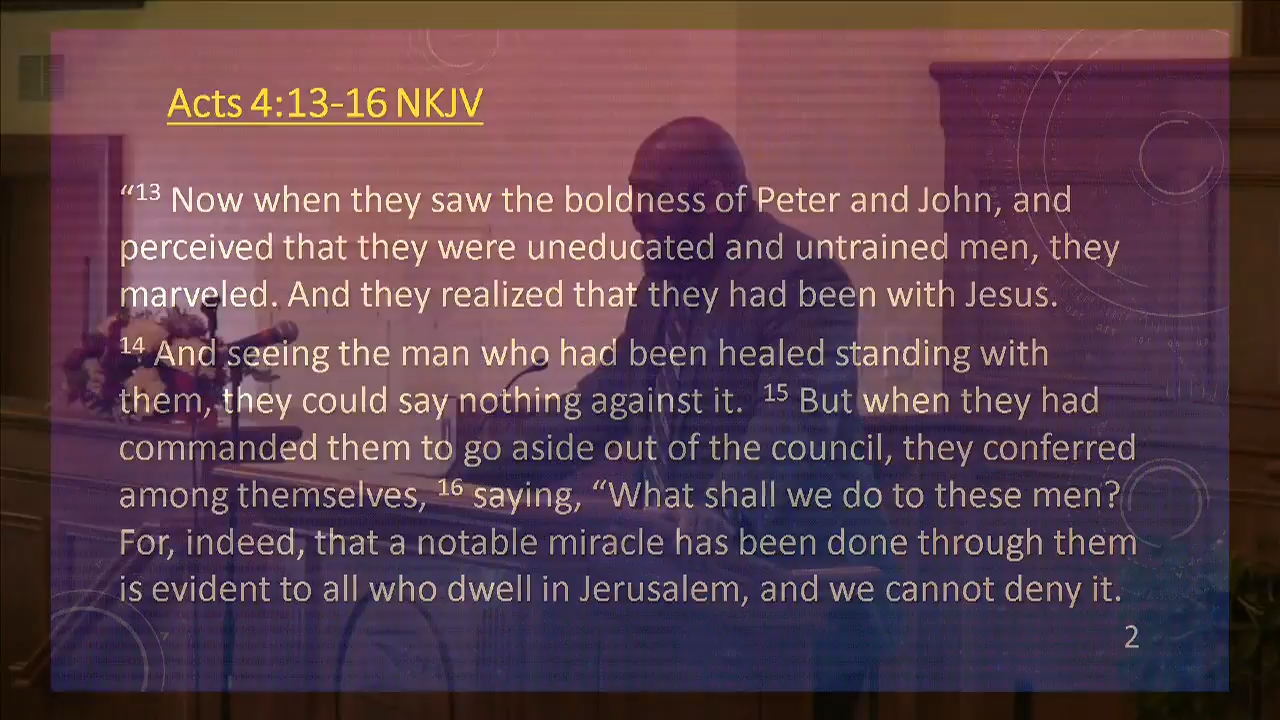 Acts 4:13-16 NKJV
“13 Now when they saw the boldness of Peter and John, and
perceived that they were uneducated and untrained men, they
marveled. And they realized that they had been with Jesus.
14 And seeing the man who had been healed standing with
them, they could say nothing against it. 15 But when they had
commanded them to go aside out of the council, they conferred
among themselves, 16 saying, “What shall we do to these men?
For, indeed, that a notable miracle has been done through them
is evident to all who dwell in Jerusalem, and we cannot deny it.
2